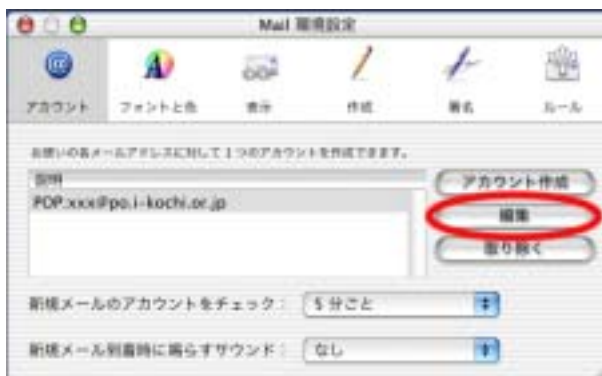 Mail 環境設定
アカウント フォントと色 表示 作成 署名 ルール
お使いの各メールアドレスに対して1つのアカウントを作成できます。
説明
アカウント作成
POP:xxx@po.i-kochi.or.jp
編集
取り除く
新規メールのアカウントをチェック： 5 分ごと
新規メール到着時に鳴らすサウンド： なし